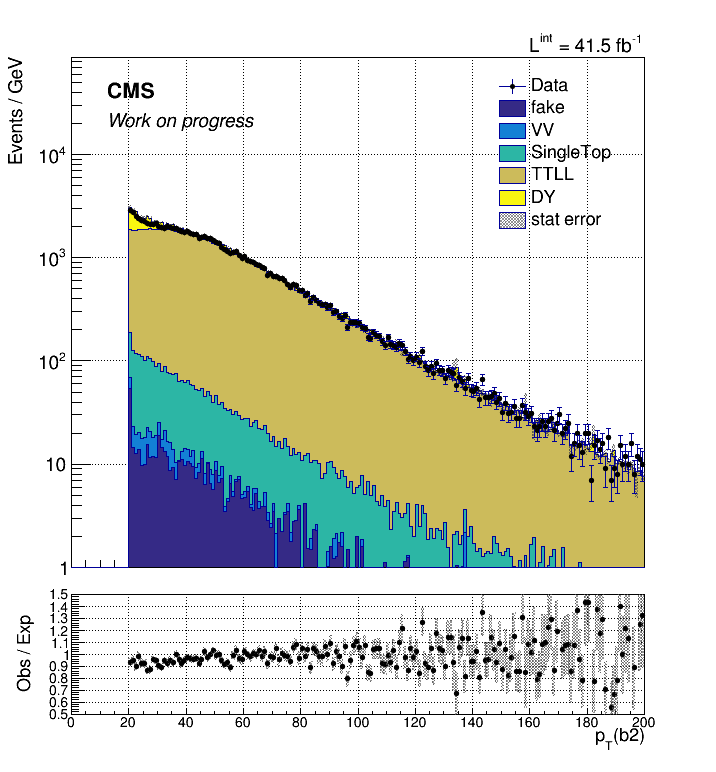 L^int = 41.5 fb^-1
Events / GeV
CMS
Work on progress
Data
fake
VV
SingleTop
TTLL
DY
stat error
10^4
10^3
10^2
10
1
Obs / Exp
1.5
1.4
1.3
1.2
1.1
1
0.9
0.8
0.7
0.6
0.5
0 20 40 60 80 100 120 140 160 180 200
p_T(b2)